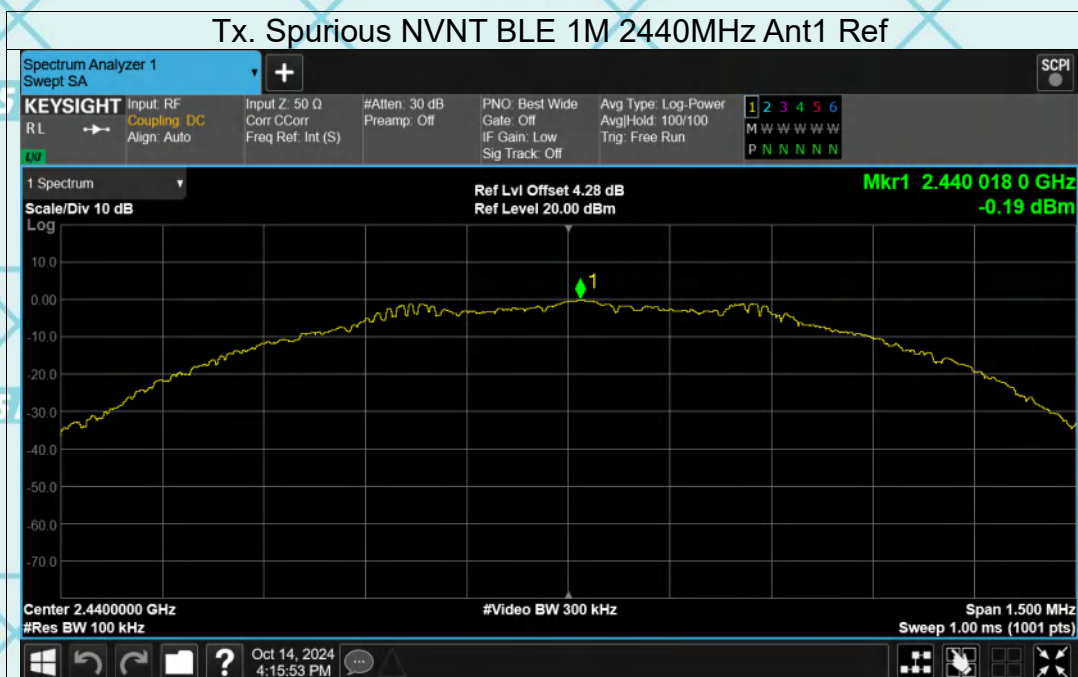 Tx. Spurious NVNT BLE 1M 2440MHz Ant1 Ref
Spectrum Analyzer 1
Swept SA
+
SCPI
KEYSIGHT
RL
LXI
Input: RF
Coupling: DC
Align: Auto
Input Z: 50 Ω
Corr CCorr
Freq Ref: Int (S)
#Atten: 30 dB
Preamp: Off
PNO: Best Wide
Gate: Off
IF Gain: Low
Sig Track: Off
Avg Type: Log-Power
Avg|Hold: 100/100
Trig: Free Run
1 2 3 4 5 6
M W W W W W
P N N N N N
1 Spectrum
Scale/Div 10 dB
Log
Ref Lvl Offset 4.28 dB
Ref Level 20.00 dBm
Mkr1 2.440 018 0 GHz
-0.19 dBm
10.0
0.00
-10.0
-20.0
-30.0
-40.0
-50.0
-60.0
-70.0
1
Center 2.4400000 GHz
#Res BW 100 kHz
#Video BW 300 kHz
Span 1.500 MHz
Sweep 1.00 ms (1001 pts)
?
Oct 14, 2024
4:15:53 PM